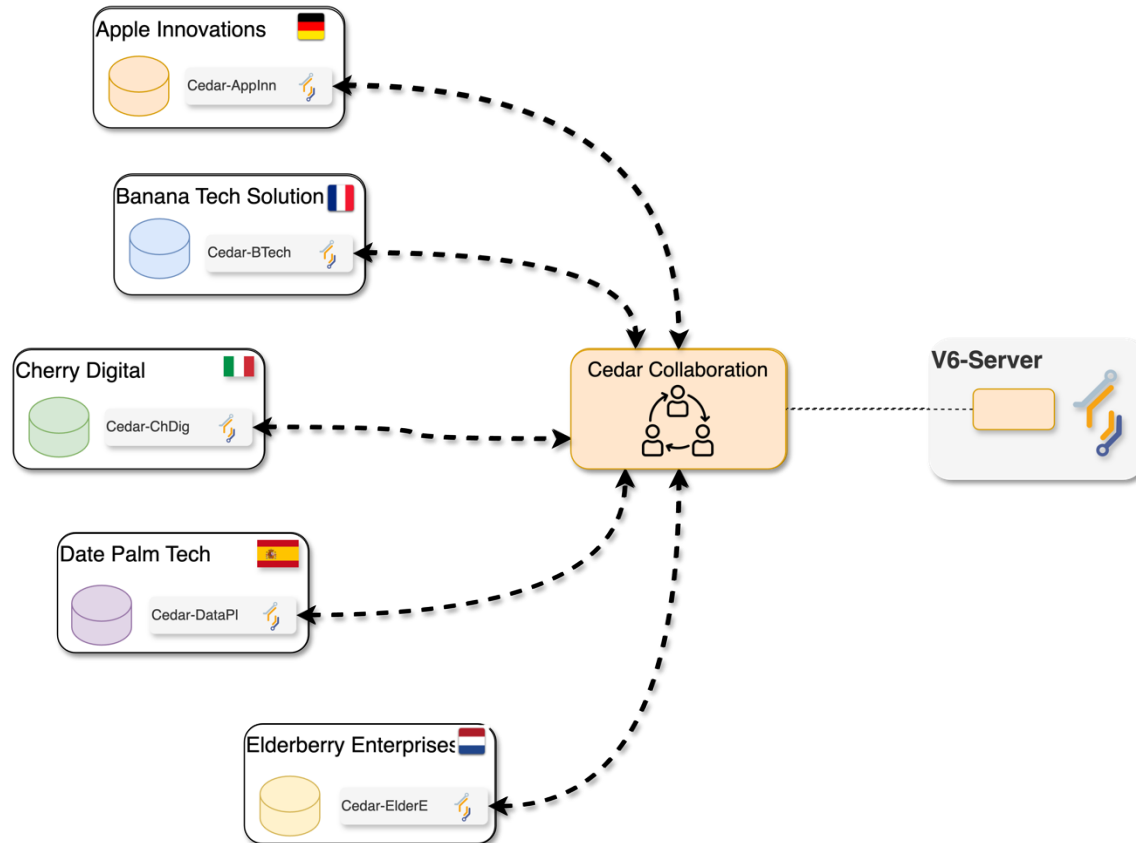 Apple Innovations
Cedar-AppInn
Banana Tech Solution
Cedar-BTech
Cherry Digital
Cedar-ChDig
Cedar Collaboration
V6-Server
Date Palm Tech
Cedar-DataPl
Elderberry Enterprises
Cedar-ElderE